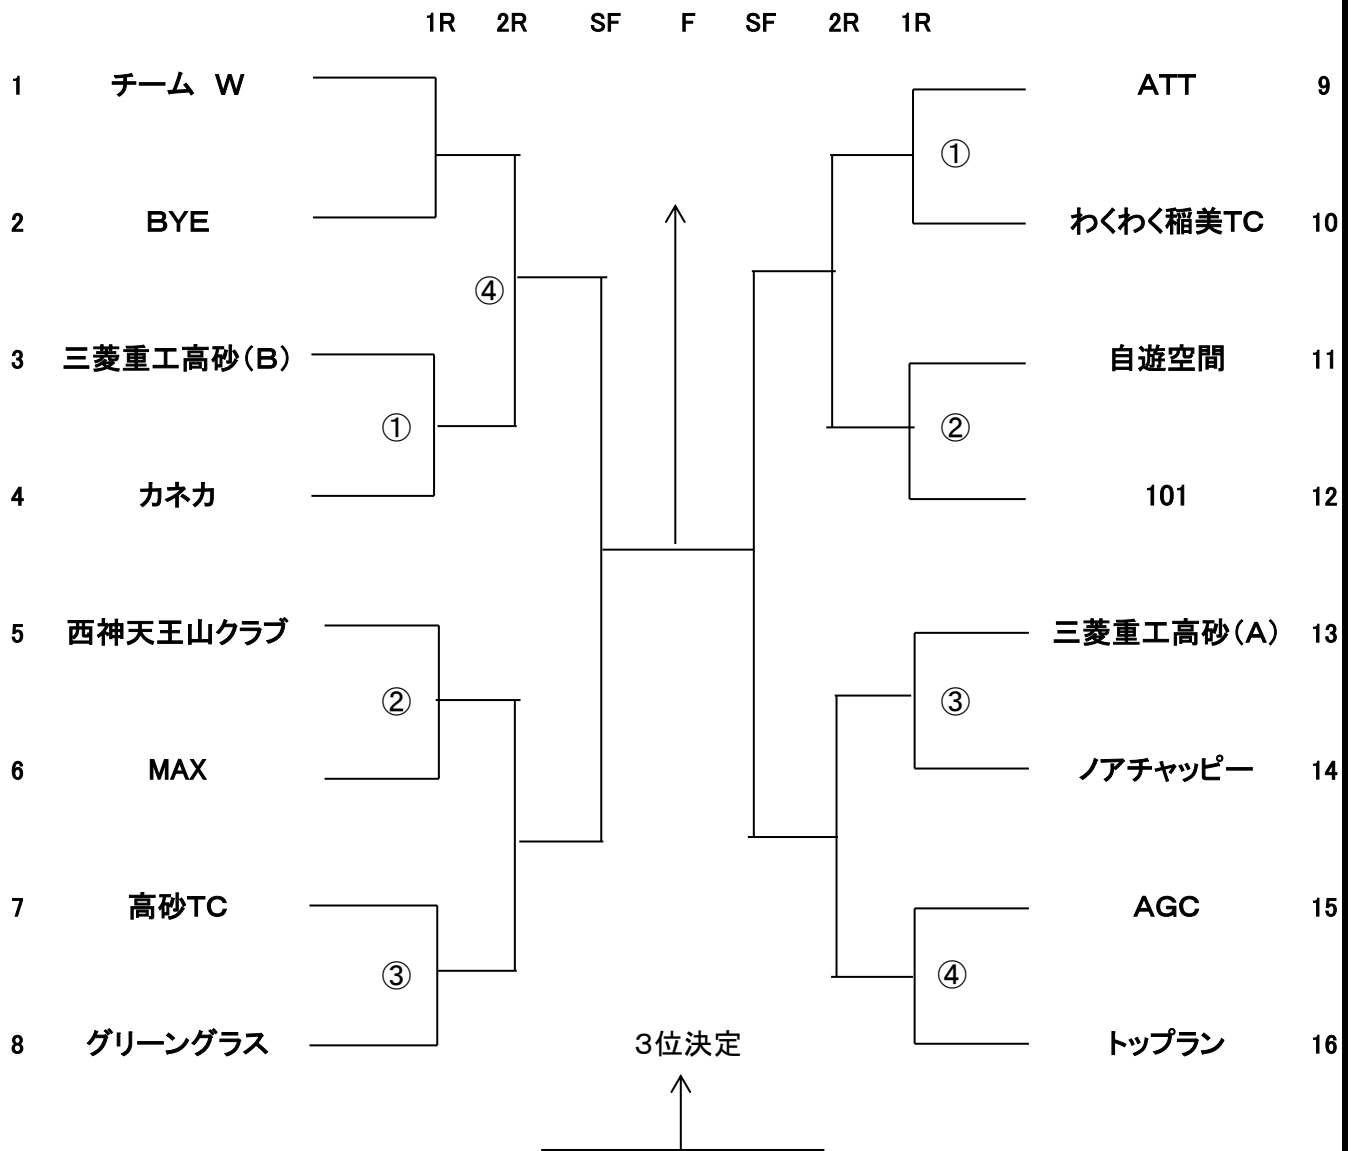 1R 2R SF F SF 2R 1R
1 チーム W ATT 9
①
2 BYE わくわく稲美TC 10
④
3 三菱重工高砂(B) 自遊空間 11
① ②
4 カネカ 101 12
5 西神天王山クラブ 三菱重工高砂(A) 13
② ③
6 MAX ノアチャッピー 14
7 高砂TC AGC 15
③ ④
8 グリーングラス 3位決定 トップラン 16